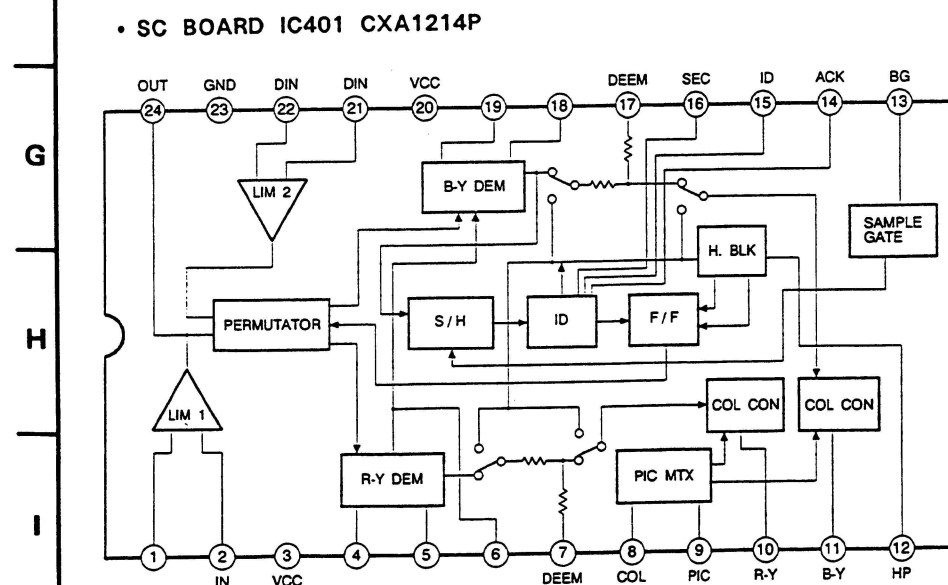 • SC BOARD IC401 CXA1214P
OUT GND DIN DIN VCC DEEM SEC ID ACK BG
24 23 22 21 20 19 18 17 16 15 14 13
G
LIM 2
B-Y DEM
SAMPLE
GATE
H. BLK
H
PERMUTATOR
S/H
ID
F/F
LIM 1
COL CON
COL CON
R-Y DEM
PIC MTX
I
1 2 3 4 5 6 7 8 9 10 11 12
IN VCC DEEM COL PIC R-Y B-Y HP